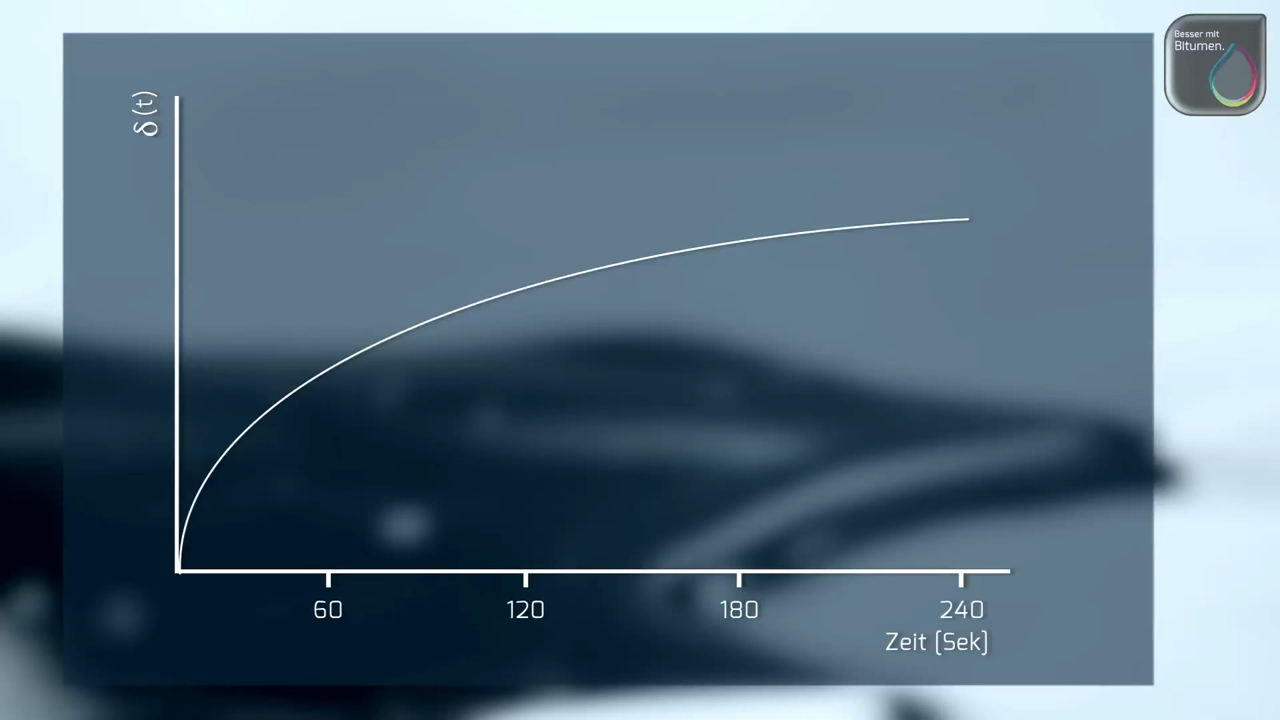 Besser mit
Bitumen.
δ(t)
60 120 180 240
Zeit [Sek]